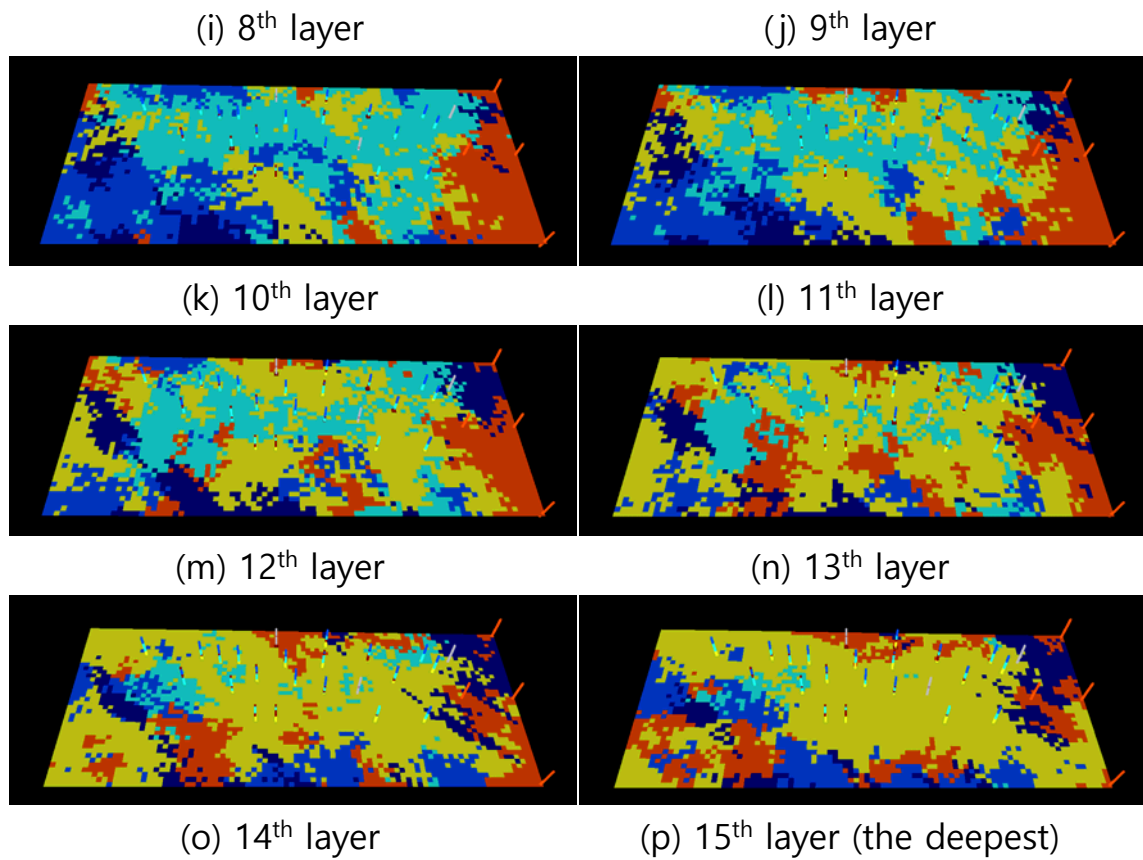 (i) 8th layer
(j) 9th layer
(k) 10th layer
(l) 11th layer
(m) 12th layer
(n) 13th layer
(o) 14th layer
(p) 15th layer (the deepest)